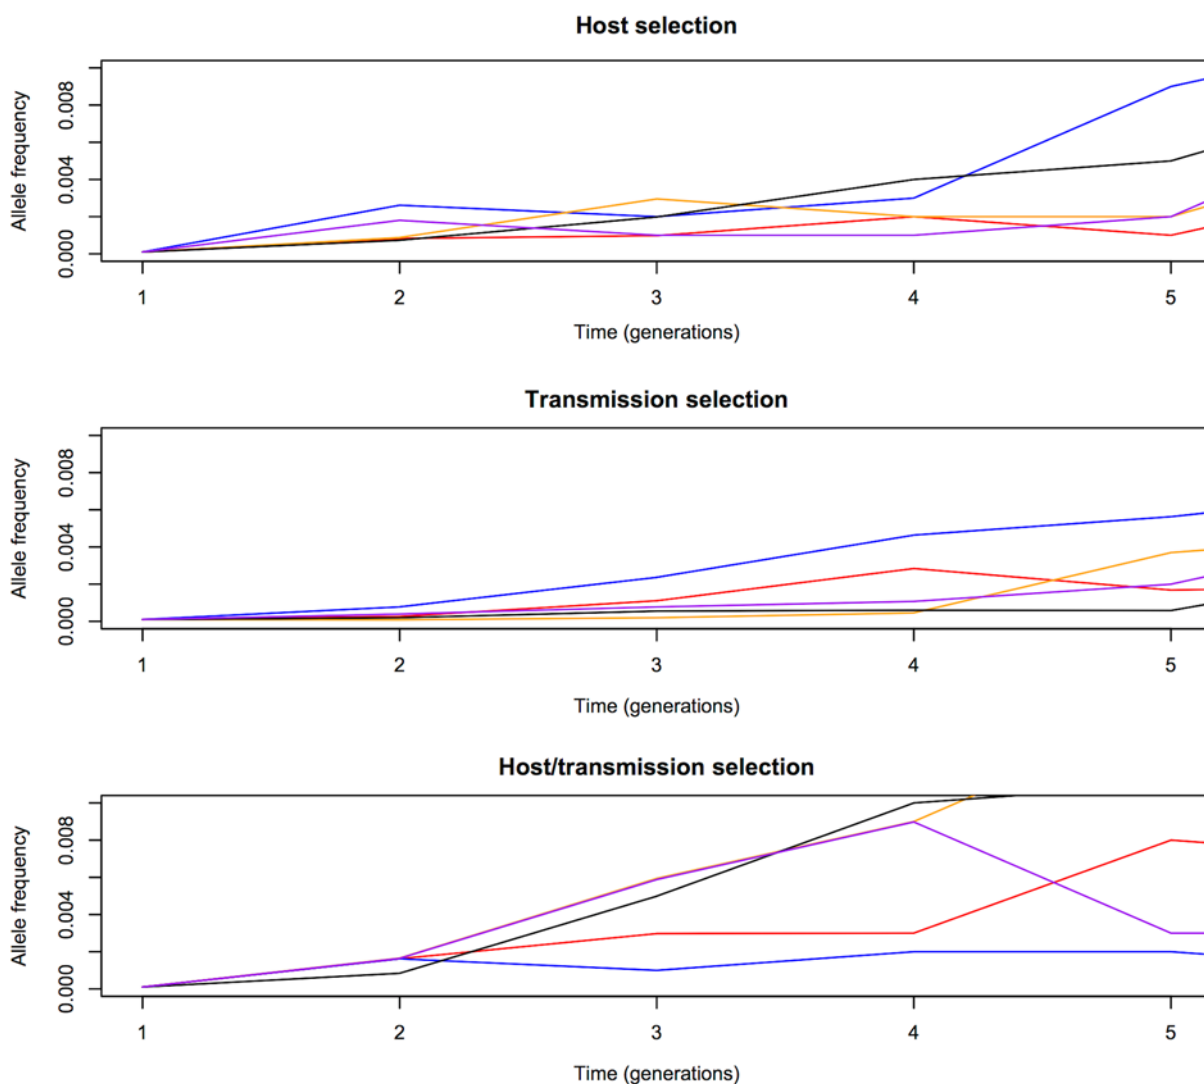 Host selection
Allele frequency
0.008
0.004
0.000
1 2 3 4 5
Time (generations)
Transmission selection
Allele frequency
0.008
0.004
0.000
1 2 3 4 5
Time (generations)
Host/transmission selection
Allele frequency
0.008
0.004
0.000
1 2 3 4 5
Time (generations)